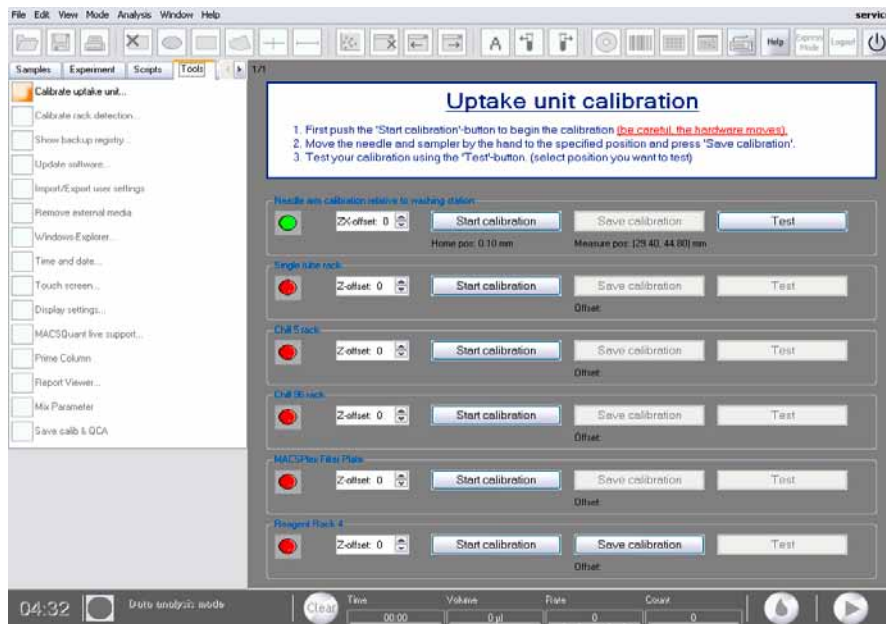 File Edit View Mode Analysis Window Help
service
A
Help
Express Mode
Logout
Samples Experiment Scripts Tools
1/1
Calibrate uptake unit...
Calibrate rack detection...
Show backup registry...
Update software...
Import/Export user settings
Remove external media
Windows-Explorer...
Time and date...
Touch screen...
Display settings...
MACSQuant live support...
Prime Column
Report Viewer...
Mix Parameter
Save calib & QCA
Uptake unit calibration
1. First push the 'Start calibration'-button to begin the calibration (be careful, the hardware moves).
2. Move the needle and sampler by the hand to the specified position and press 'Save calibration'.
3. Test your calibration using the 'Test'-button. (select position you want to test)
Needle arm calibration relative to washing station
ZX-offset: 0 Start calibration Save calibration Test
Home pos: 0.10 mm Measure pos: (29.40, 44.80) mm
Single tube rack
Z-offset: 0 Start calibration Save calibration Test
Offset:
Chill 5 rack
Z-offset: 0 Start calibration Save calibration Test
Offset:
Chill 96 rack
Z-offset: 0 Start calibration Save calibration Test
Offset:
MACSPlex Filter Plate
Z-offset: 0 Start calibration Save calibration Test
Offset:
Reagent Rack 4
Z-offset: 0 Start calibration Save calibration Test
Offset:
04:32 Data analysis mode Clear
Time Volume Rate Count
00:00 0 µl 0 0